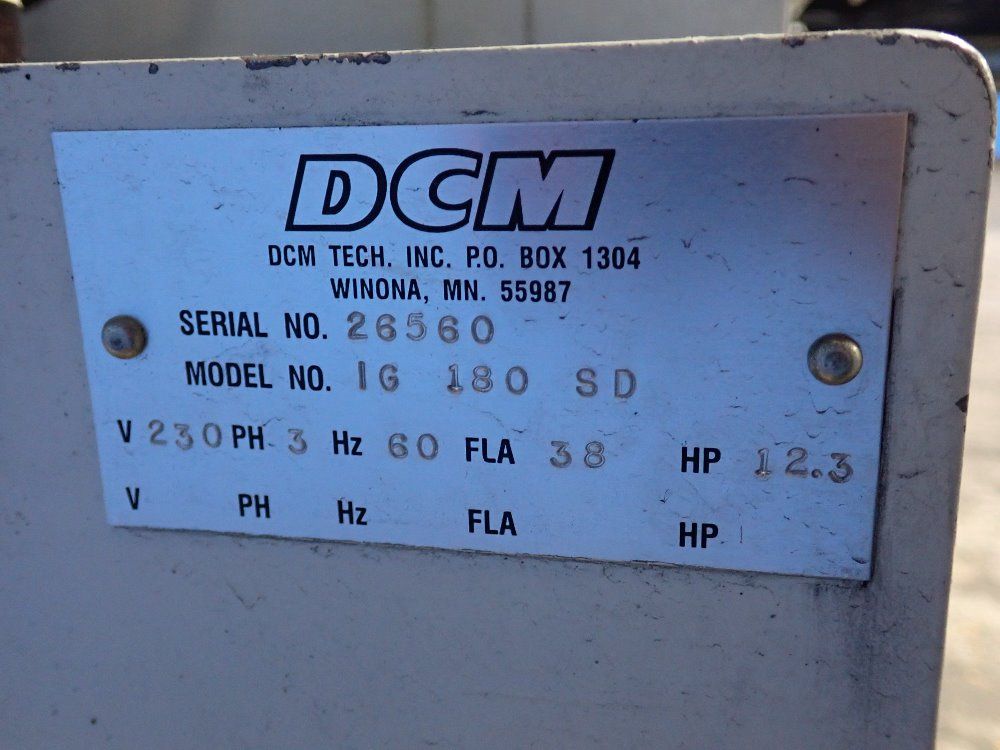 DCM
DCM TECH. INC. P.O. BOX 1304
WINONA, MN. 55987
SERIAL NO. 26560
MODEL NO. IG 180 SD
V 230 PH 3 Hz 60 FLA 38 HP 12.3
V PH Hz FLA HP